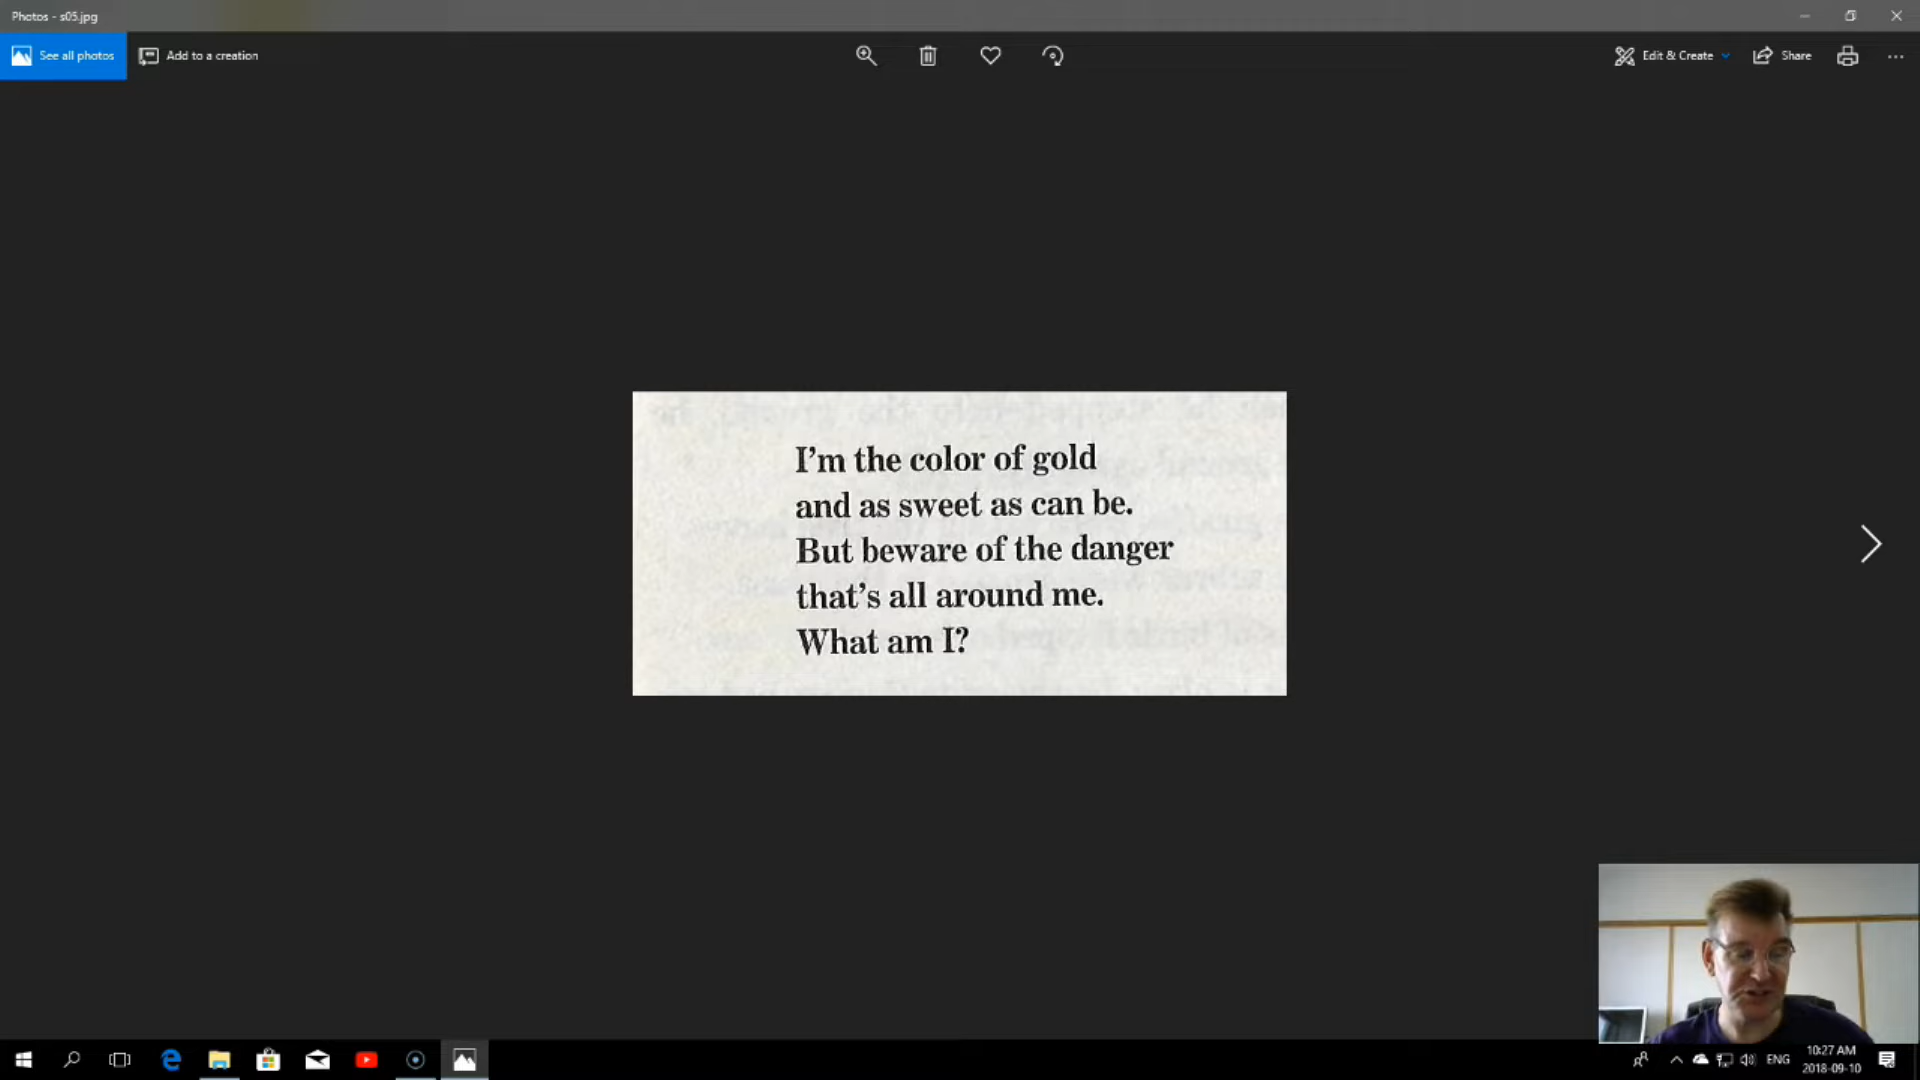 Photos - s05.jpg
See all photos
Add to a creation
Edit & Create
Share
I'm the color of gold
and as sweet as can be.
But beware of the danger
that's all around me.
What am I?
ENG
10:27 AM
2018-09-10